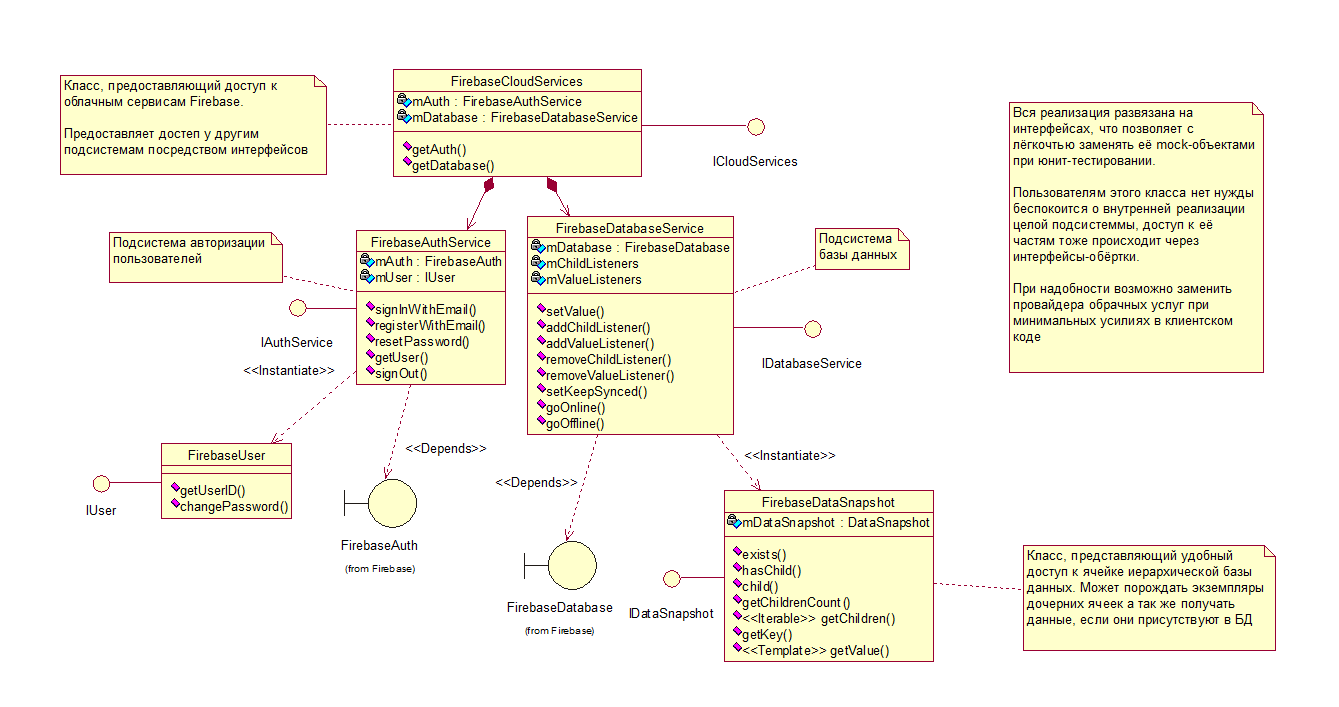 Класс, предоставляющий доступ к
облачным сервисам Firebase.
Предоставляет достеп у другим
подсистемам посредством интерфейсов
FirebaseCloudServices
mAuth : FirebaseAuthService
mDatabase : FirebaseDatabaseService
getAuth()
getDatabase()
ICloudServices
Вся реализация развязана на
интерфейсах, что позволяет с
лёгкочтью заменять её mock-объектами
при юнит-тестировании.
Пользователям этого класса нет нужды
беспокоится о внутренней реализации
целой подсистеммы, доступ к её
частям тоже происходит через
интерфейсы-обёртки.
При надобности возможно заменить
провайдера обрачных услуг при
минимальных усилиях в клиентском
коде
Подсистема авторизации
пользователей
FirebaseAuthService
mAuth : FirebaseAuth
mUser : IUser
signInWithEmail()
registerWithEmail()
resetPassword()
getUser()
signOut()
IAuthService
FirebaseDatabaseService
mDatabase : FirebaseDatabase
mChildListeners
mValueListeners
setValue()
addChildListener()
addValueListener()
removeChildListener()
removeValueListener()
setKeepSynced()
goOnline()
goOffline()
Подсистема
базы данных
IDatabaseService
<<Instantiate>>
FirebaseUser
getUserID()
changePassword()
IUser
<<Depends>>
FirebaseAuth
(from Firebase)
<<Depends>>
FirebaseDatabase
(from Firebase)
<<Instantiate>>
FirebaseDataSnapshot
mDataSnapshot : DataSnapshot
exists()
hasChild()
child()
getChildrenCount()
<<Iterable>> getChildren()
getKey()
<<Template>> getValue()
IDataSnapshot
Класс, представляющий удобный
доступ к ячейке иерархической базы
данных. Может порождать экземпляры
дочерних ячеек а так же получать
данные, если они присутствуют в БД